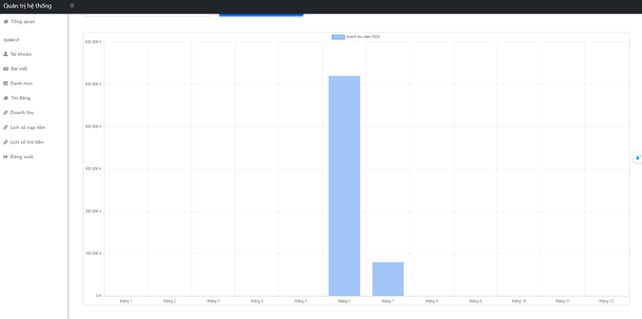 Quản trị hệ thống
Tổng quan
QUẢN LÝ
Tài khoản
Bài viết
Danh mục
Tin đăng
Doanh thu
Lịch sử nạp tiền
Lịch sử trừ tiền
Đăng xuất
doanh thu năm 2024
600.000 ₫
500.000 ₫
400.000 ₫
300.000 ₫
200.000 ₫
100.000 ₫
0 ₫
tháng 1 tháng 2 tháng 3 tháng 4 tháng 5 tháng 6 tháng 7 tháng 8 tháng 9 tháng 10 tháng 11 tháng 12